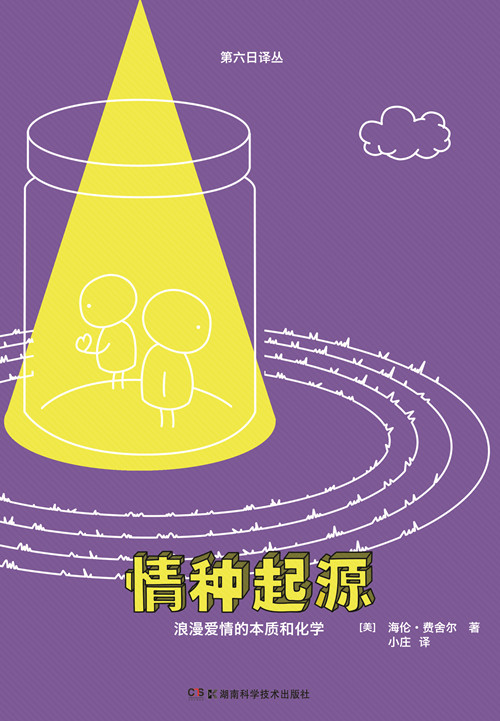 第六日译丛
情种起源
浪漫爱情的本质和化学
[美] 海伦·费舍尔 著
小庄 译
CS K 湖南科学技术出版社